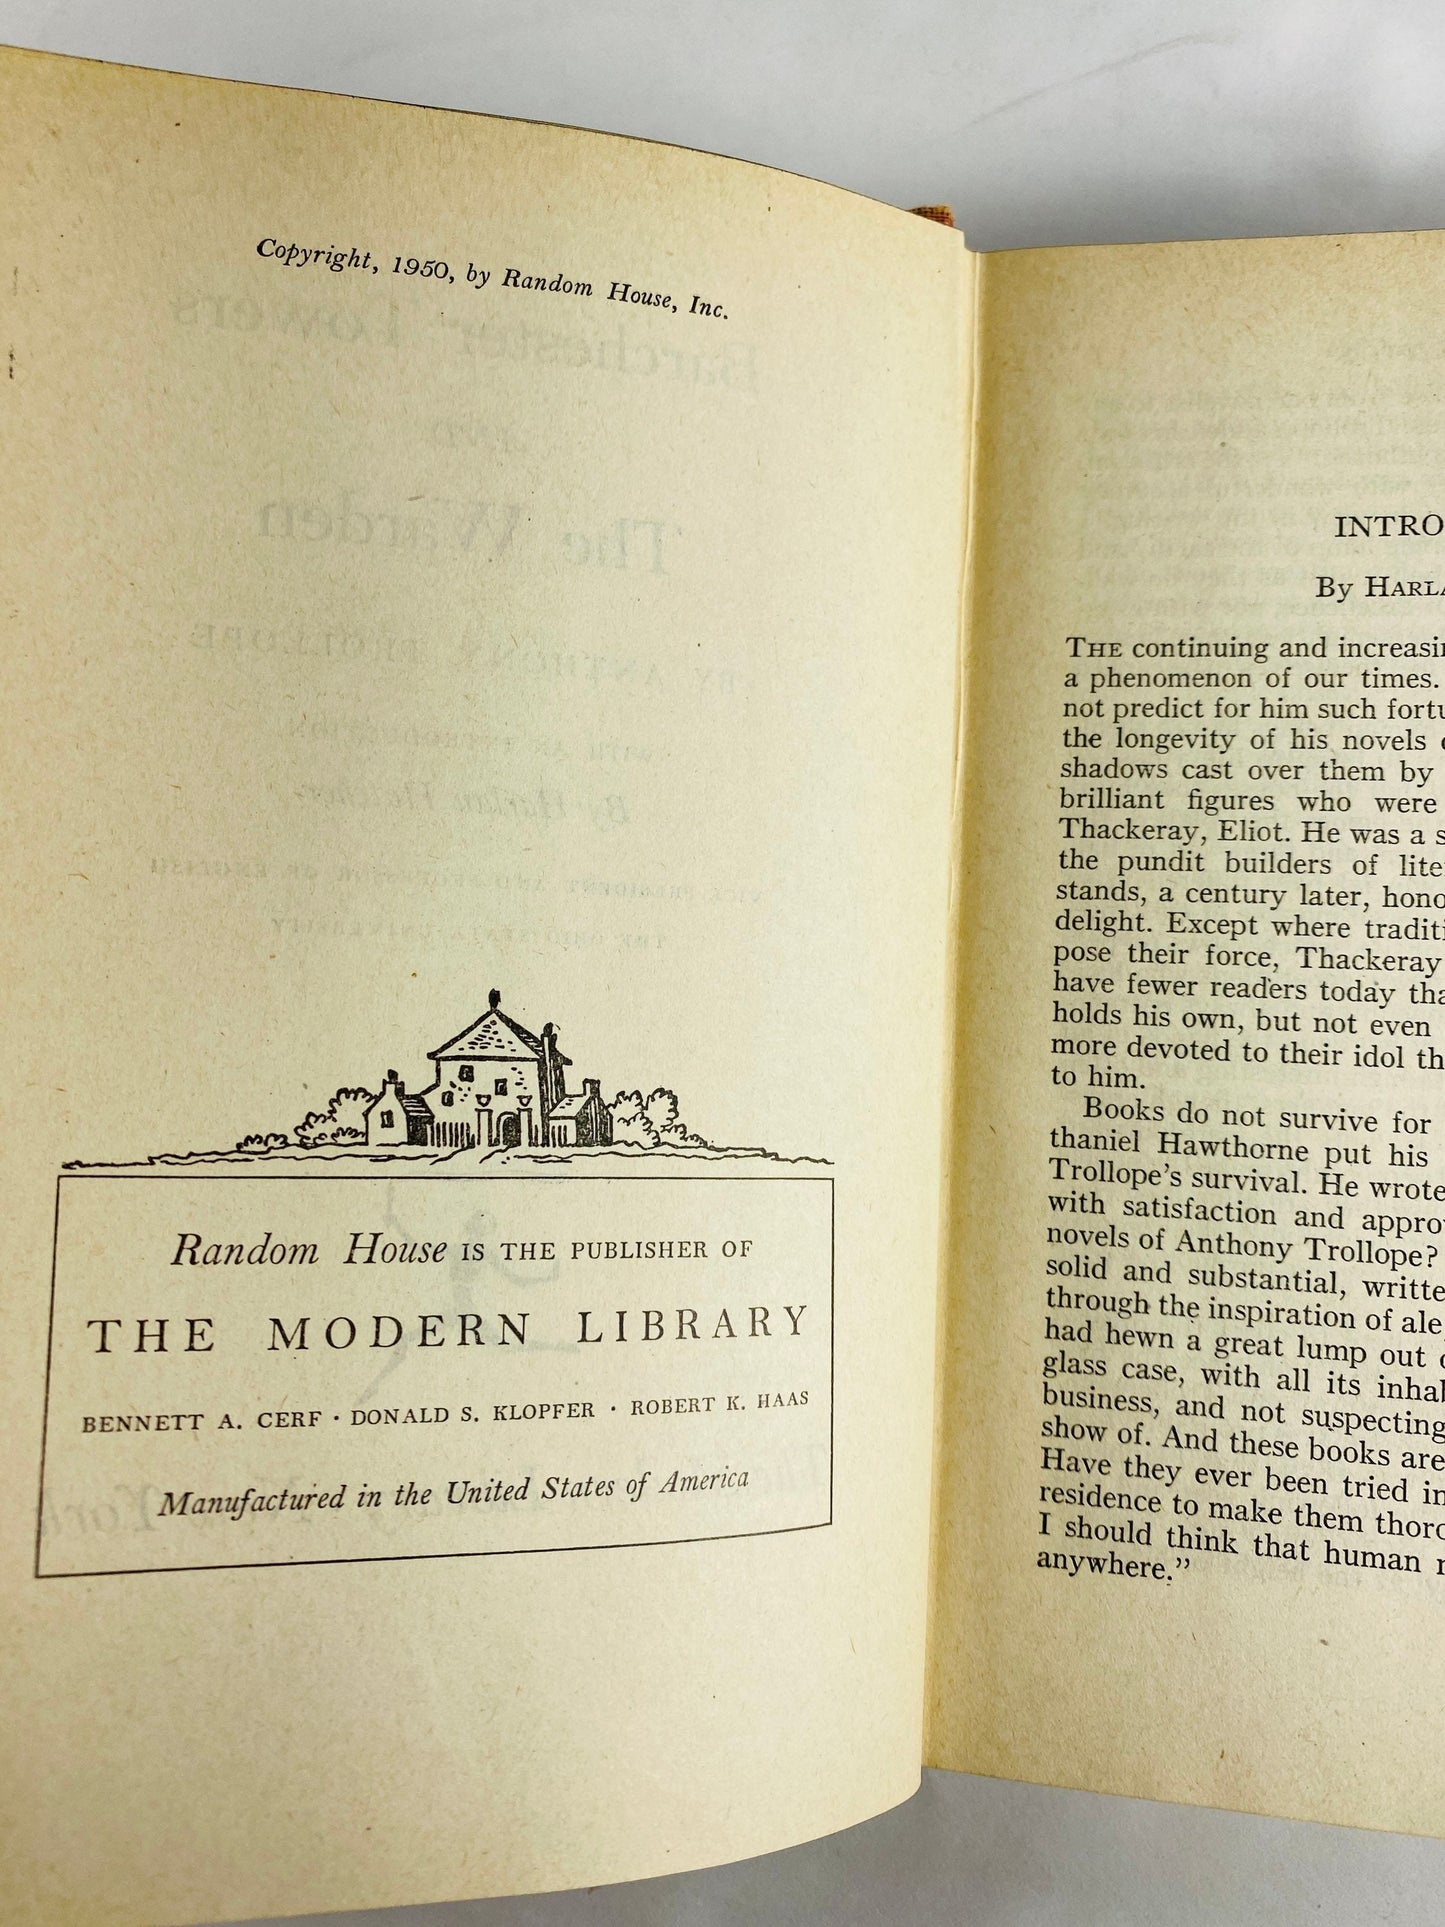 Copyright, 1950, by Random House, Inc.
Random House IS THE PUBLISHER OF
THE MODERN LIBRARY
BENNETT A. CERF · DONALD S. KLOPFER · ROBERT K. HAAS
Manufactured in the United States of America
INTRO
By HARLA
THE continuing and increasin
a phenomenon of our times.
not predict for him such fortu
the longevity of his novels
shadows cast over them by
brilliant figures who were
Thackeray, Eliot. He was a s
the pundit builders of lite
stands, a century later, hono
delight. Except where traditi
pose their force, Thackeray
have fewer readers today tha
holds his own, but not even
more devoted to their idol th
to him.
Books do not survive for
thaniel Hawthorne put his
Trollope's survival. He wrote
with satisfaction and appro
novels of Anthony Trollope?
solid and substantial, writte
through the inspiration of ale,
had hewn a great lump out
glass case, with all its inhab
business, and not suspecting
show of. And these books are
Have they ever been tried in
residence to make them thoro
I should think that human
anywhere."